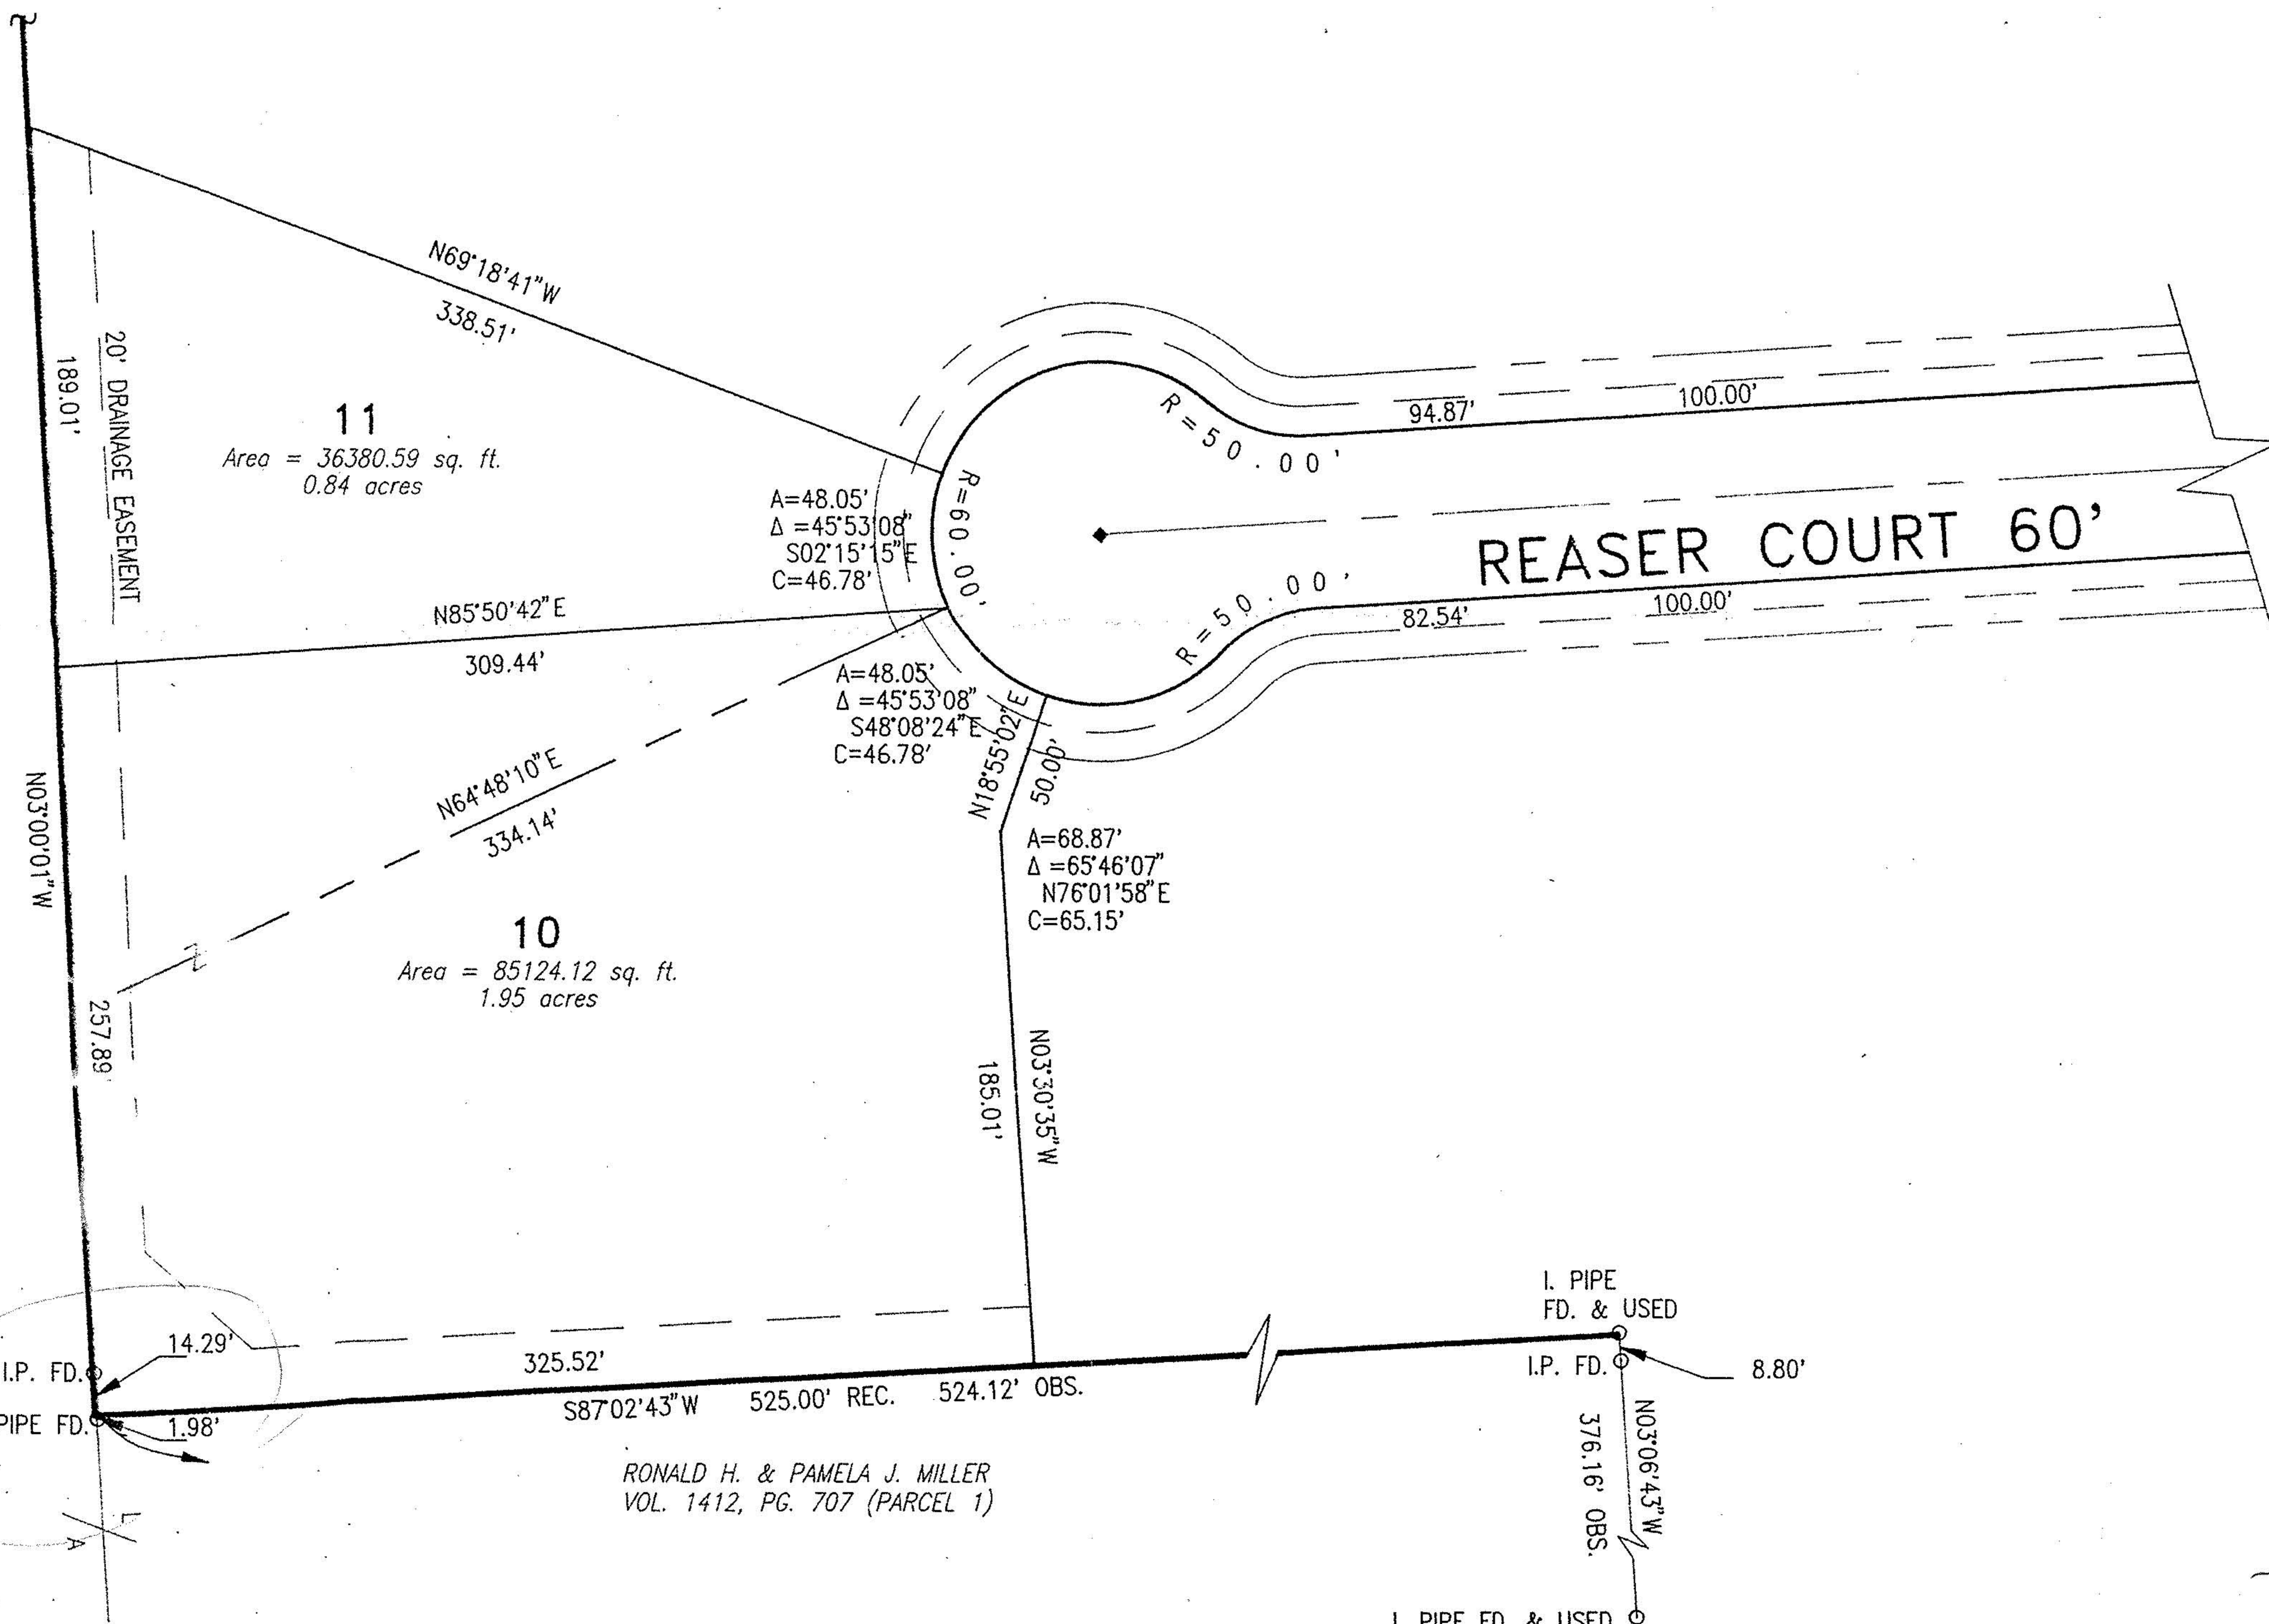 N69°18'41"W
338.51'
189.01'
20' DRAINAGE EASEMENT
11
Area = 36380.59 sq. ft.
0.84 acres
A=48.05'
Δ =45°53'08"
S02°15'15"E
C=46.78'
R=60.00'
R=50.00'
94.87'
100.00'
REASER COURT 60'
R=50.00'
82.54'
100.00'
N85°50'42"E
309.44'
A=48.05'
Δ =45°53'08"
S48°08'24"E
C=46.78'
N18°55'02"E
50.00'
N64°48'10"E
334.14'
N03°00'01"W
A=68.87'
Δ =65°46'07"
N76°01'58"E
C=65.15'
10
Area = 85124.12 sq. ft.
1.95 acres
257.89'
N03°30'35"W
185.01'
I. PIPE
FD. & USED
I.P. FD.
8.80'
14.29'
I.P. FD.
325.52'
S87°02'43"W 525.00' REC. 524.12' OBS.
PIPE FD.
1.98'
N03°06'43"W
376.16' OBS.
RONALD H. & PAMELA J. MILLER
VOL. 1412, PG. 707 (PARCEL 1)
L
A
I. PIPE FD. & USED